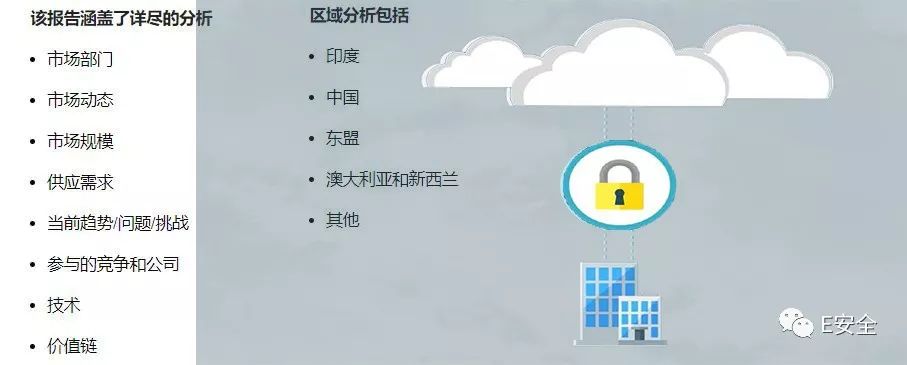 该报告涵盖了详尽的分析
• 市场部门
• 市场动态
• 市场规模
• 供应需求
• 当前趋势/问题/挑战
• 参与的竞争和公司
• 技术
• 价值链
区域分析包括
• 印度
• 中国
• 东盟
• 澳大利亚和新西兰
• 其他
E安全